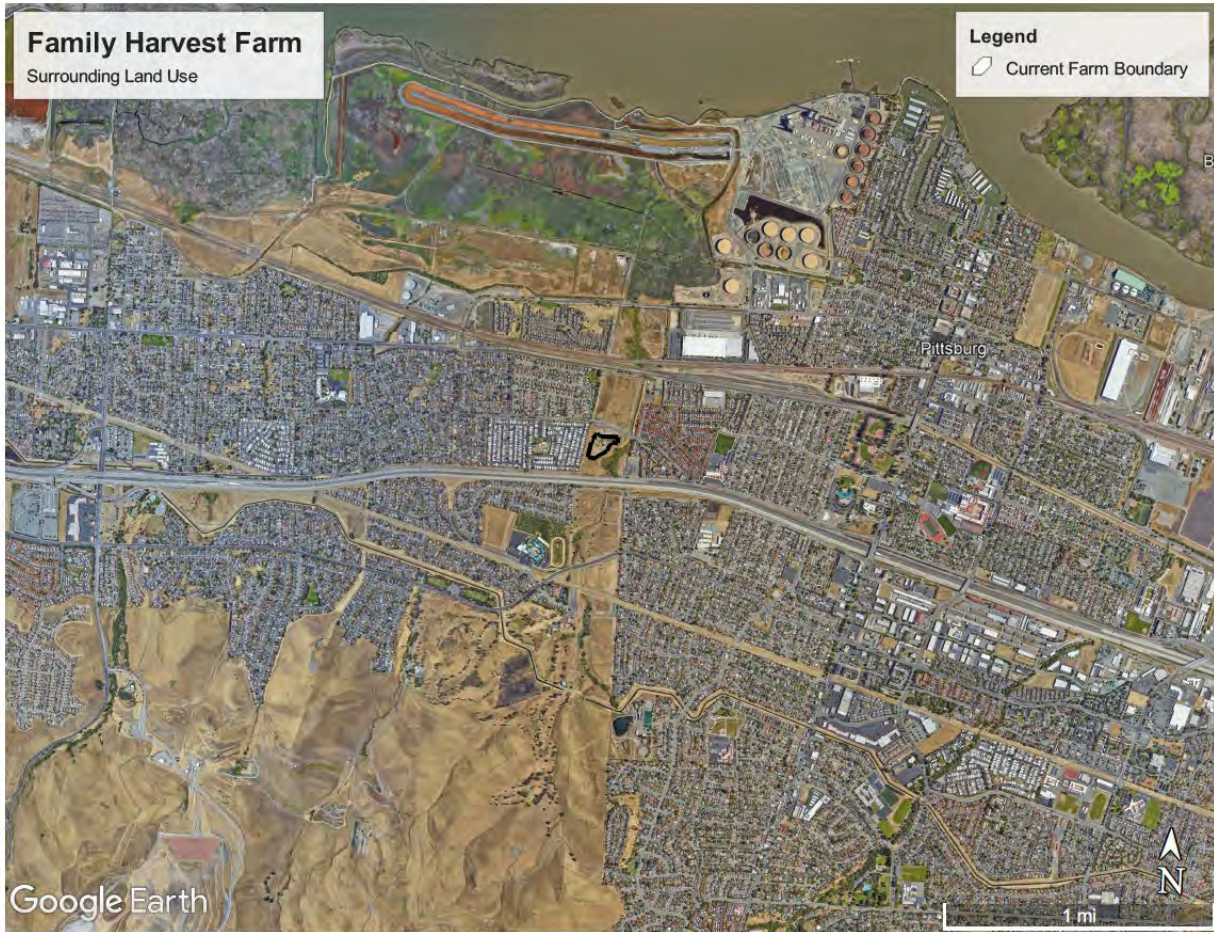 Family Harvest Farm
Surrounding Land Use
Legend
Current Farm Boundary
B
Pittsburg
Google Earth
N
1 mi